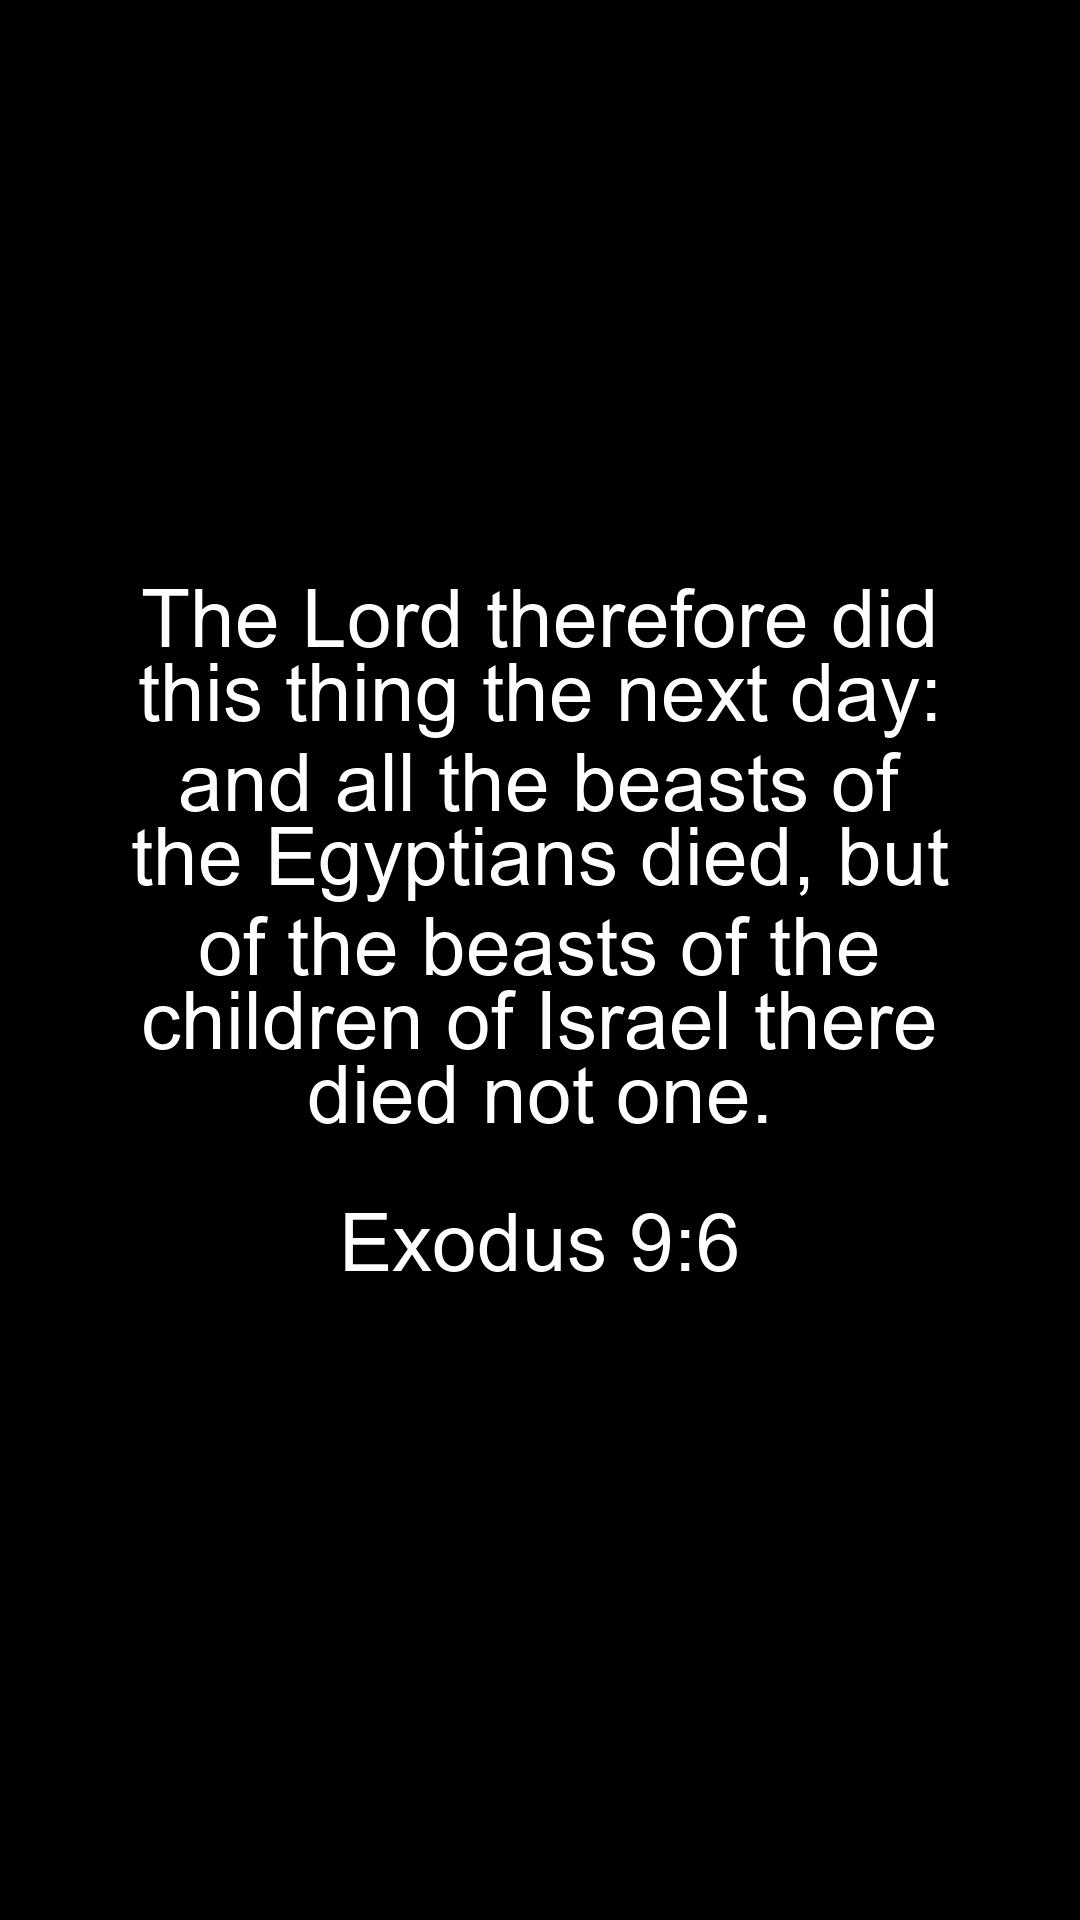 The Lord therefore did
this thing the next day:
and all the beasts of
the Egyptians died, but
of the beasts of the
children of Israel there
died not one.
Exodus 9:6